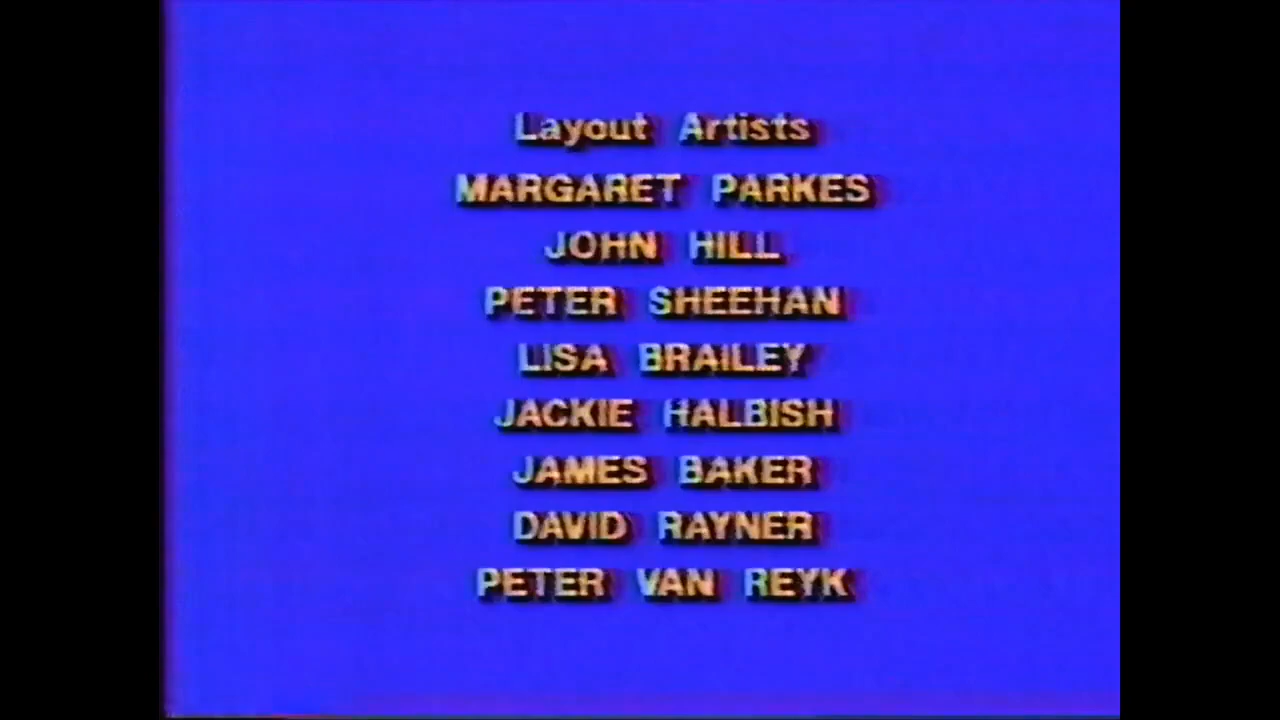 Layout Artists
MARGARET PARKES
JOHN HILL
PETER SHEEHAN
LISA BRAILEY
JACKIE HALBISH
JAMES BAKER
DAVID RAYNER
PETER VAN REYK